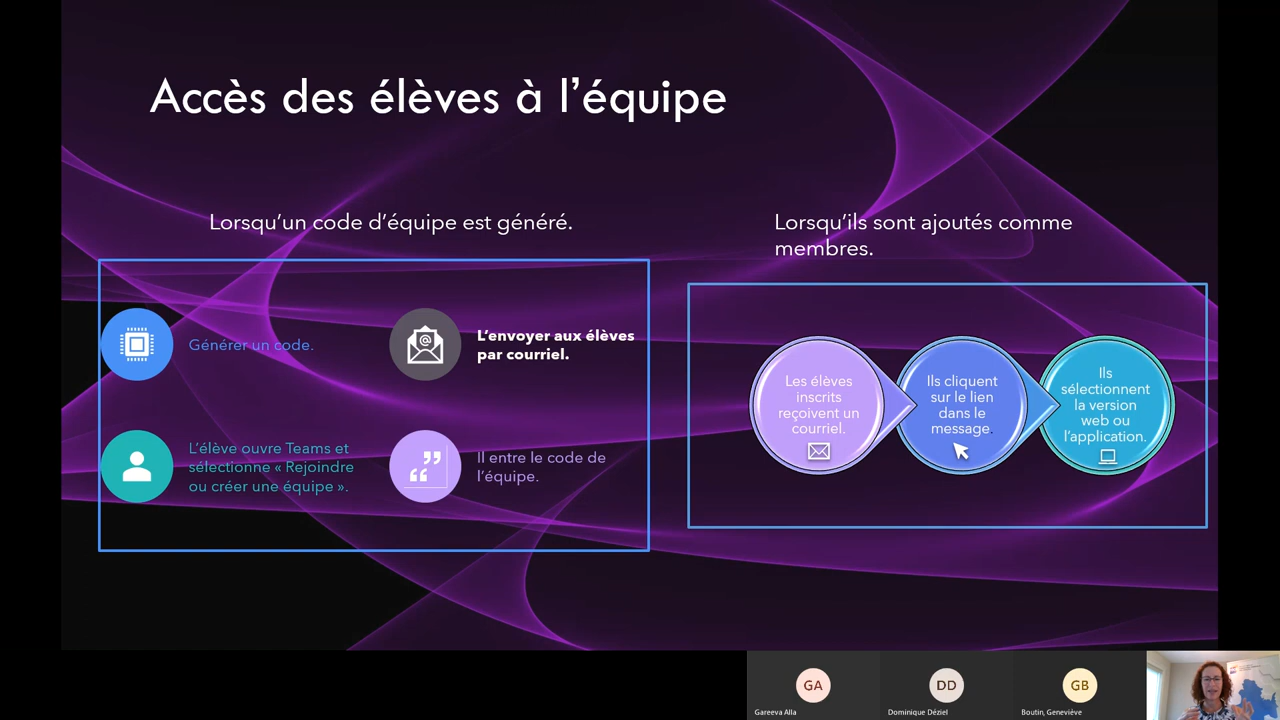 Accès des élèves à l’équipe
Lorsqu’un code d’équipe est généré.
Générer un code.
L’envoyer aux élèves
par courriel.
L’élève ouvre Teams et
sélectionne « Rejoindre
ou créer une équipe ».
Il entre le code de
l’équipe.
Lorsqu’ils sont ajoutés comme
membres.
Les élèves
inscrits
reçoivent un
courriel.
Ils cliquent
sur le lien
dans le
message.
Ils
sélectionnent
la version
web ou
l’application.
GA
Gareeva Alla
DD
Dominique Déziel
GB
Boutin, Geneviève